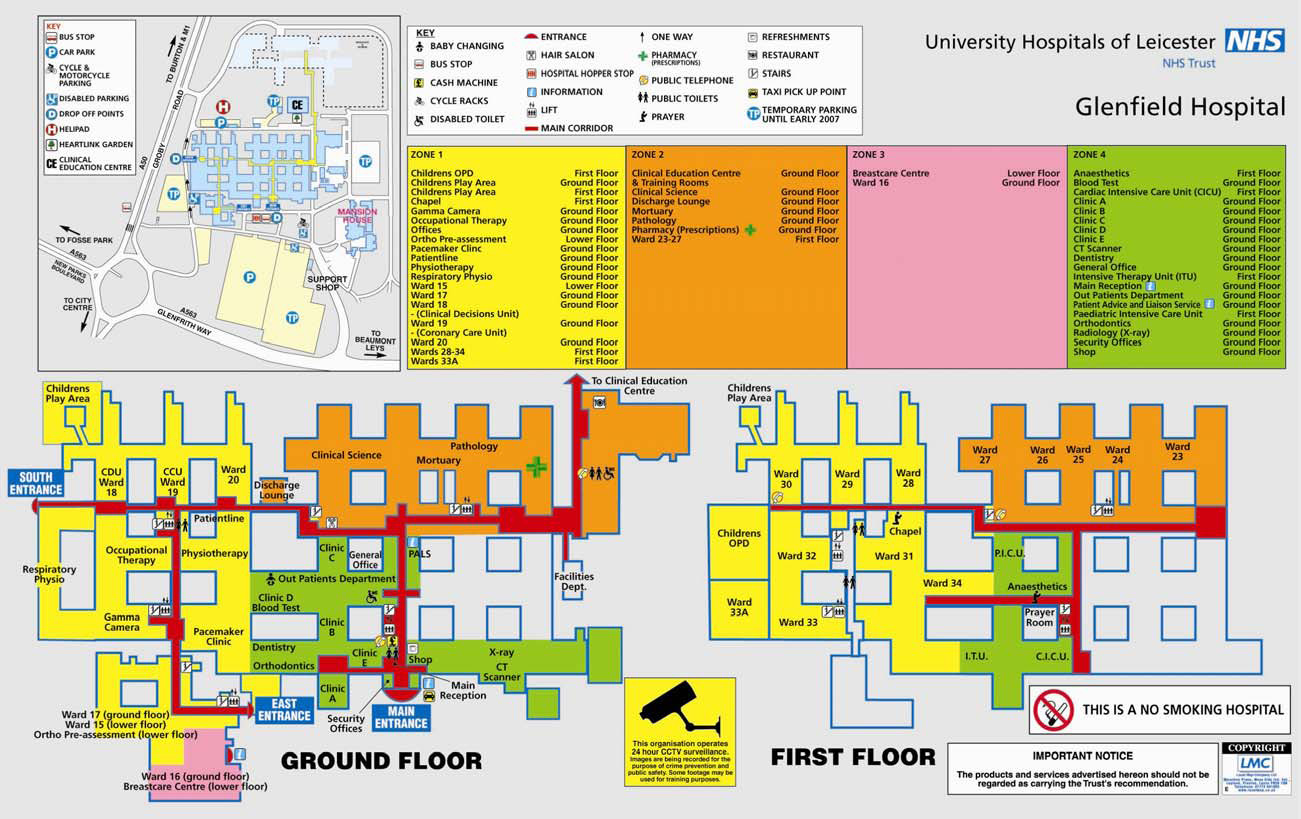 KEY
BUS STOP
CAR PARK
CYCLE &
MOTORCYCLE
PARKING
DISABLED PARKING
DROP OFF POINTS
HELIPAD
HEARTLINK GARDEN
CE CLINICAL
EDUCATION CENTRE
TO BURTON & M1
GROBY ROAD
A50
H
P
TP
CE
D
TP
TP
D
MANSION
HOUSE
TO FOSSE PARK
A563
NEW PARKS
BOULEVARD
TO CITY
CENTRE
A563
GLENFRITH WAY
P
TP
SUPPORT
SHOP
TO
BEAUMONT
LEYS
KEY
BABY CHANGING
BUS STOP
CASH MACHINE
CYCLE RACKS
DISABLED TOILET
ENTRANCE
HAIR SALON
HOSPITAL HOPPER STOP
INFORMATION
LIFT
MAIN CORRIDOR
ONE WAY
PHARMACY
(PRESCRIPTIONS)
PUBLIC TELEPHONE
PUBLIC TOILETS
PRAYER
REFRESHMENTS
RESTAURANT
STAIRS
TAXI PICK UP POINT
TEMPORARY PARKING
UNTIL EARLY 2007
University Hospitals of Leicester NHS
NHS Trust
Glenfield Hospital
ZONE 1
Childrens OPD First Floor
Childrens Play Area Ground Floor
Childrens Play Area First Floor
Chapel First Floor
Gamma Camera Ground Floor
Occupational Therapy Ground Floor
Offices Ground Floor
Ortho Pre-assessment Lower Floor
Pacemaker Clinc Ground Floor
Patientline Ground Floor
Physiotherapy Ground Floor
Respiratory Physio Ground Floor
Ward 15 Lower Floor
Ward 17 Ground Floor
Ward 18 Ground Floor
- (Clinical Decisions Unit)
Ward 19 Ground Floor
- (Coronary Care Unit)
Ward 20 Ground Floor
Wards 28-34 First Floor
Wards 33A First Floor
ZONE 2
Clinical Education Centre Ground Floor
& Training Rooms
Clinical Science Ground Floor
Discharge Lounge Ground Floor
Mortuary Ground Floor
Pathology Ground Floor
Pharmacy (Prescriptions) Ground Floor
Ward 23-27 First Floor
ZONE 3
Breastcare Centre Lower Floor
Ward 16 Ground Floor
ZONE 4
Anaesthetics First Floor
Blood Test Ground Floor
Cardiac Intensive Care Unit (CICU) First Floor
Clinic A Ground Floor
Clinic B Ground Floor
Clinic C Ground Floor
Clinic D Ground Floor
Clinic E Ground Floor
CT Scanner Ground Floor
Dentistry Ground Floor
General Office Ground Floor
Intensive Therapy Unit (ITU) First Floor
Main Reception Ground Floor
Out Patients Department Ground Floor
Patient Advice and Liaison Service Ground Floor
Paediatric Intensive Care Unit First Floor
Orthodontics Ground Floor
Radiology (X-ray) Ground Floor
Security Offices Ground Floor
Shop Ground Floor
Childrens
Play Area
SOUTH
ENTRANCE
CDU
Ward
18
CCU
Ward
19
Ward
20
Discharge
Lounge
Clinical Science
Pathology
Mortuary
To Clinical Education
Centre
Patientline
Respiratory
Physio
Occupational
Therapy
Physiotherapy
Gamma
Camera
Pacemaker
Clinic
Clinic
C
General
Office
PALS
Out Patients Department
Clinic D
Blood Test
Clinic
B
Dentistry
Orthodontics
Clinic
E
Clinic
A
Shop
X-ray
CT
Scanner
Facilities
Dept.
Main
Reception
Security
Offices
EAST
ENTRANCE
MAIN
ENTRANCE
Ward 17 (ground floor)
Ward 15 (lower floor)
Ortho Pre-assessment (lower floor)
Ward 16 (ground floor)
Breastcare Centre (lower floor)
GROUND FLOOR
This organisation operates
24 hour CCTV surveillance.
Images are being recorded for the
purpose of crime prevention and
public safety. Some footage may be
used for training purposes.
Childrens
Play Area
Ward
30
Ward
29
Ward
28
Ward
27
Ward
26
Ward
25
Ward
24
Ward
23
Childrens
OPD
Chapel
Ward 32
Ward 31
Ward
33A
Ward 33
Ward 34
P.I.C.U.
Anaesthetics
Prayer
Room
I.T.U.
C.I.C.U.
FIRST FLOOR
THIS IS A NO SMOKING HOSPITAL
IMPORTANT NOTICE
The products and services advertised hereon should not be
regarded as carrying the Trust's recommendation.
COPYRIGHT
LMC
E